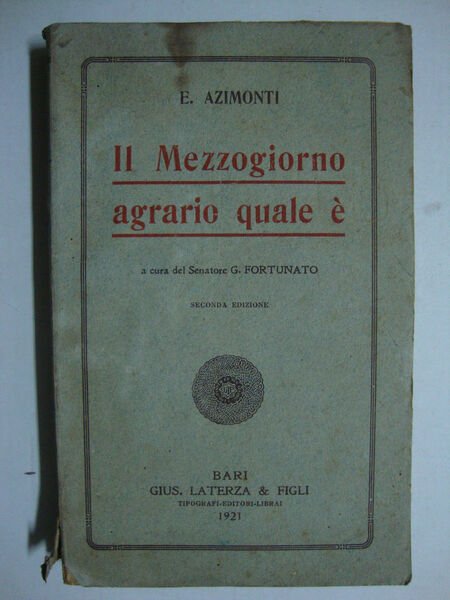 E. AZIMONTI
Il Mezzogiorno
agrario quale è
a cura del Senatore G. FORTUNATO
SECONDA EDIZIONE
BARI
GIUS. LATERZA & FIGLI
TIPOGRAFI-EDITORI-LIBRAI
1921